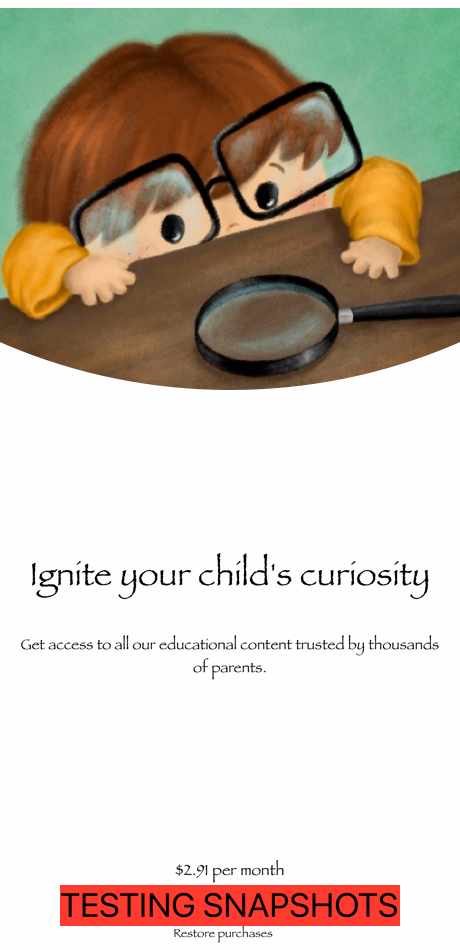 Ignite your child's curiosity
Get access to all our educational content trusted by thousands
of parents.
$2.91 per month
TESTING SNAPSHOTS
Restore purchases